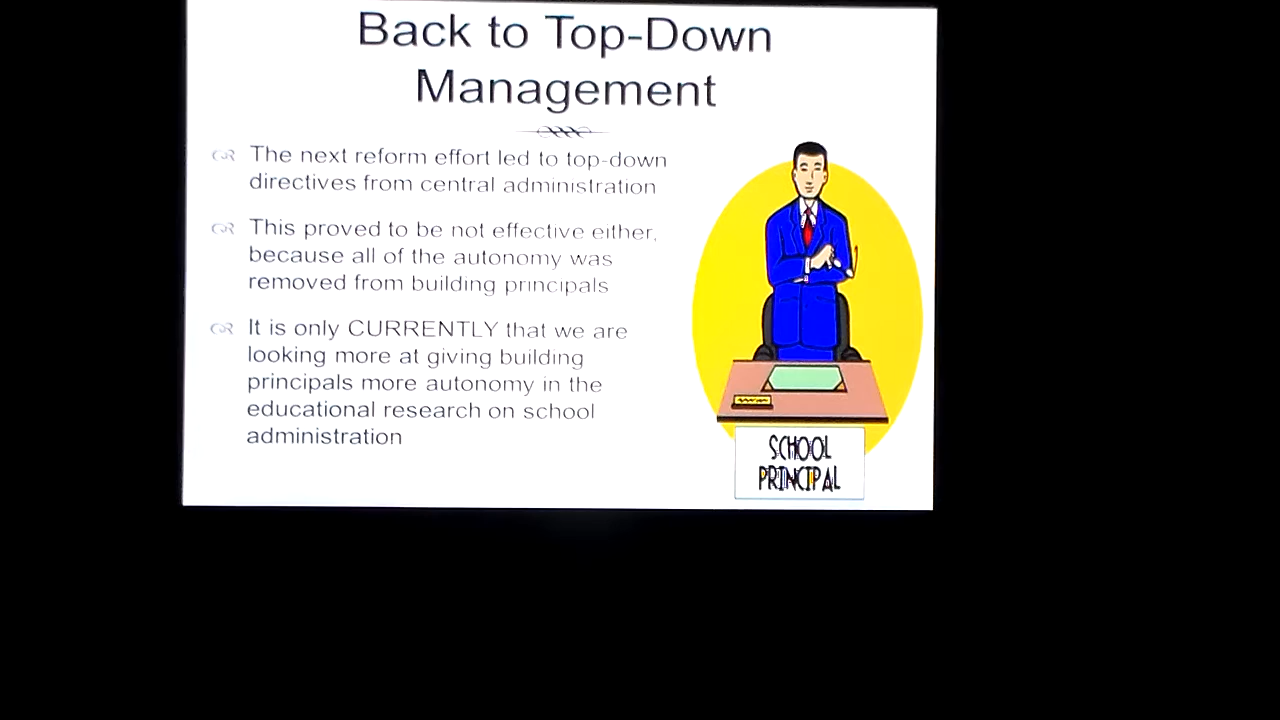 Back to Top-Down
Management
The next reform effort led to top-down
directives from central administration
This proved to be not effective either,
because all of the autonomy was
removed from building principals
It is only CURRENTLY that we are
looking more at giving building
principals more autonomy in the
educational research on school
administration
SCHOOL
PRINCIPAL